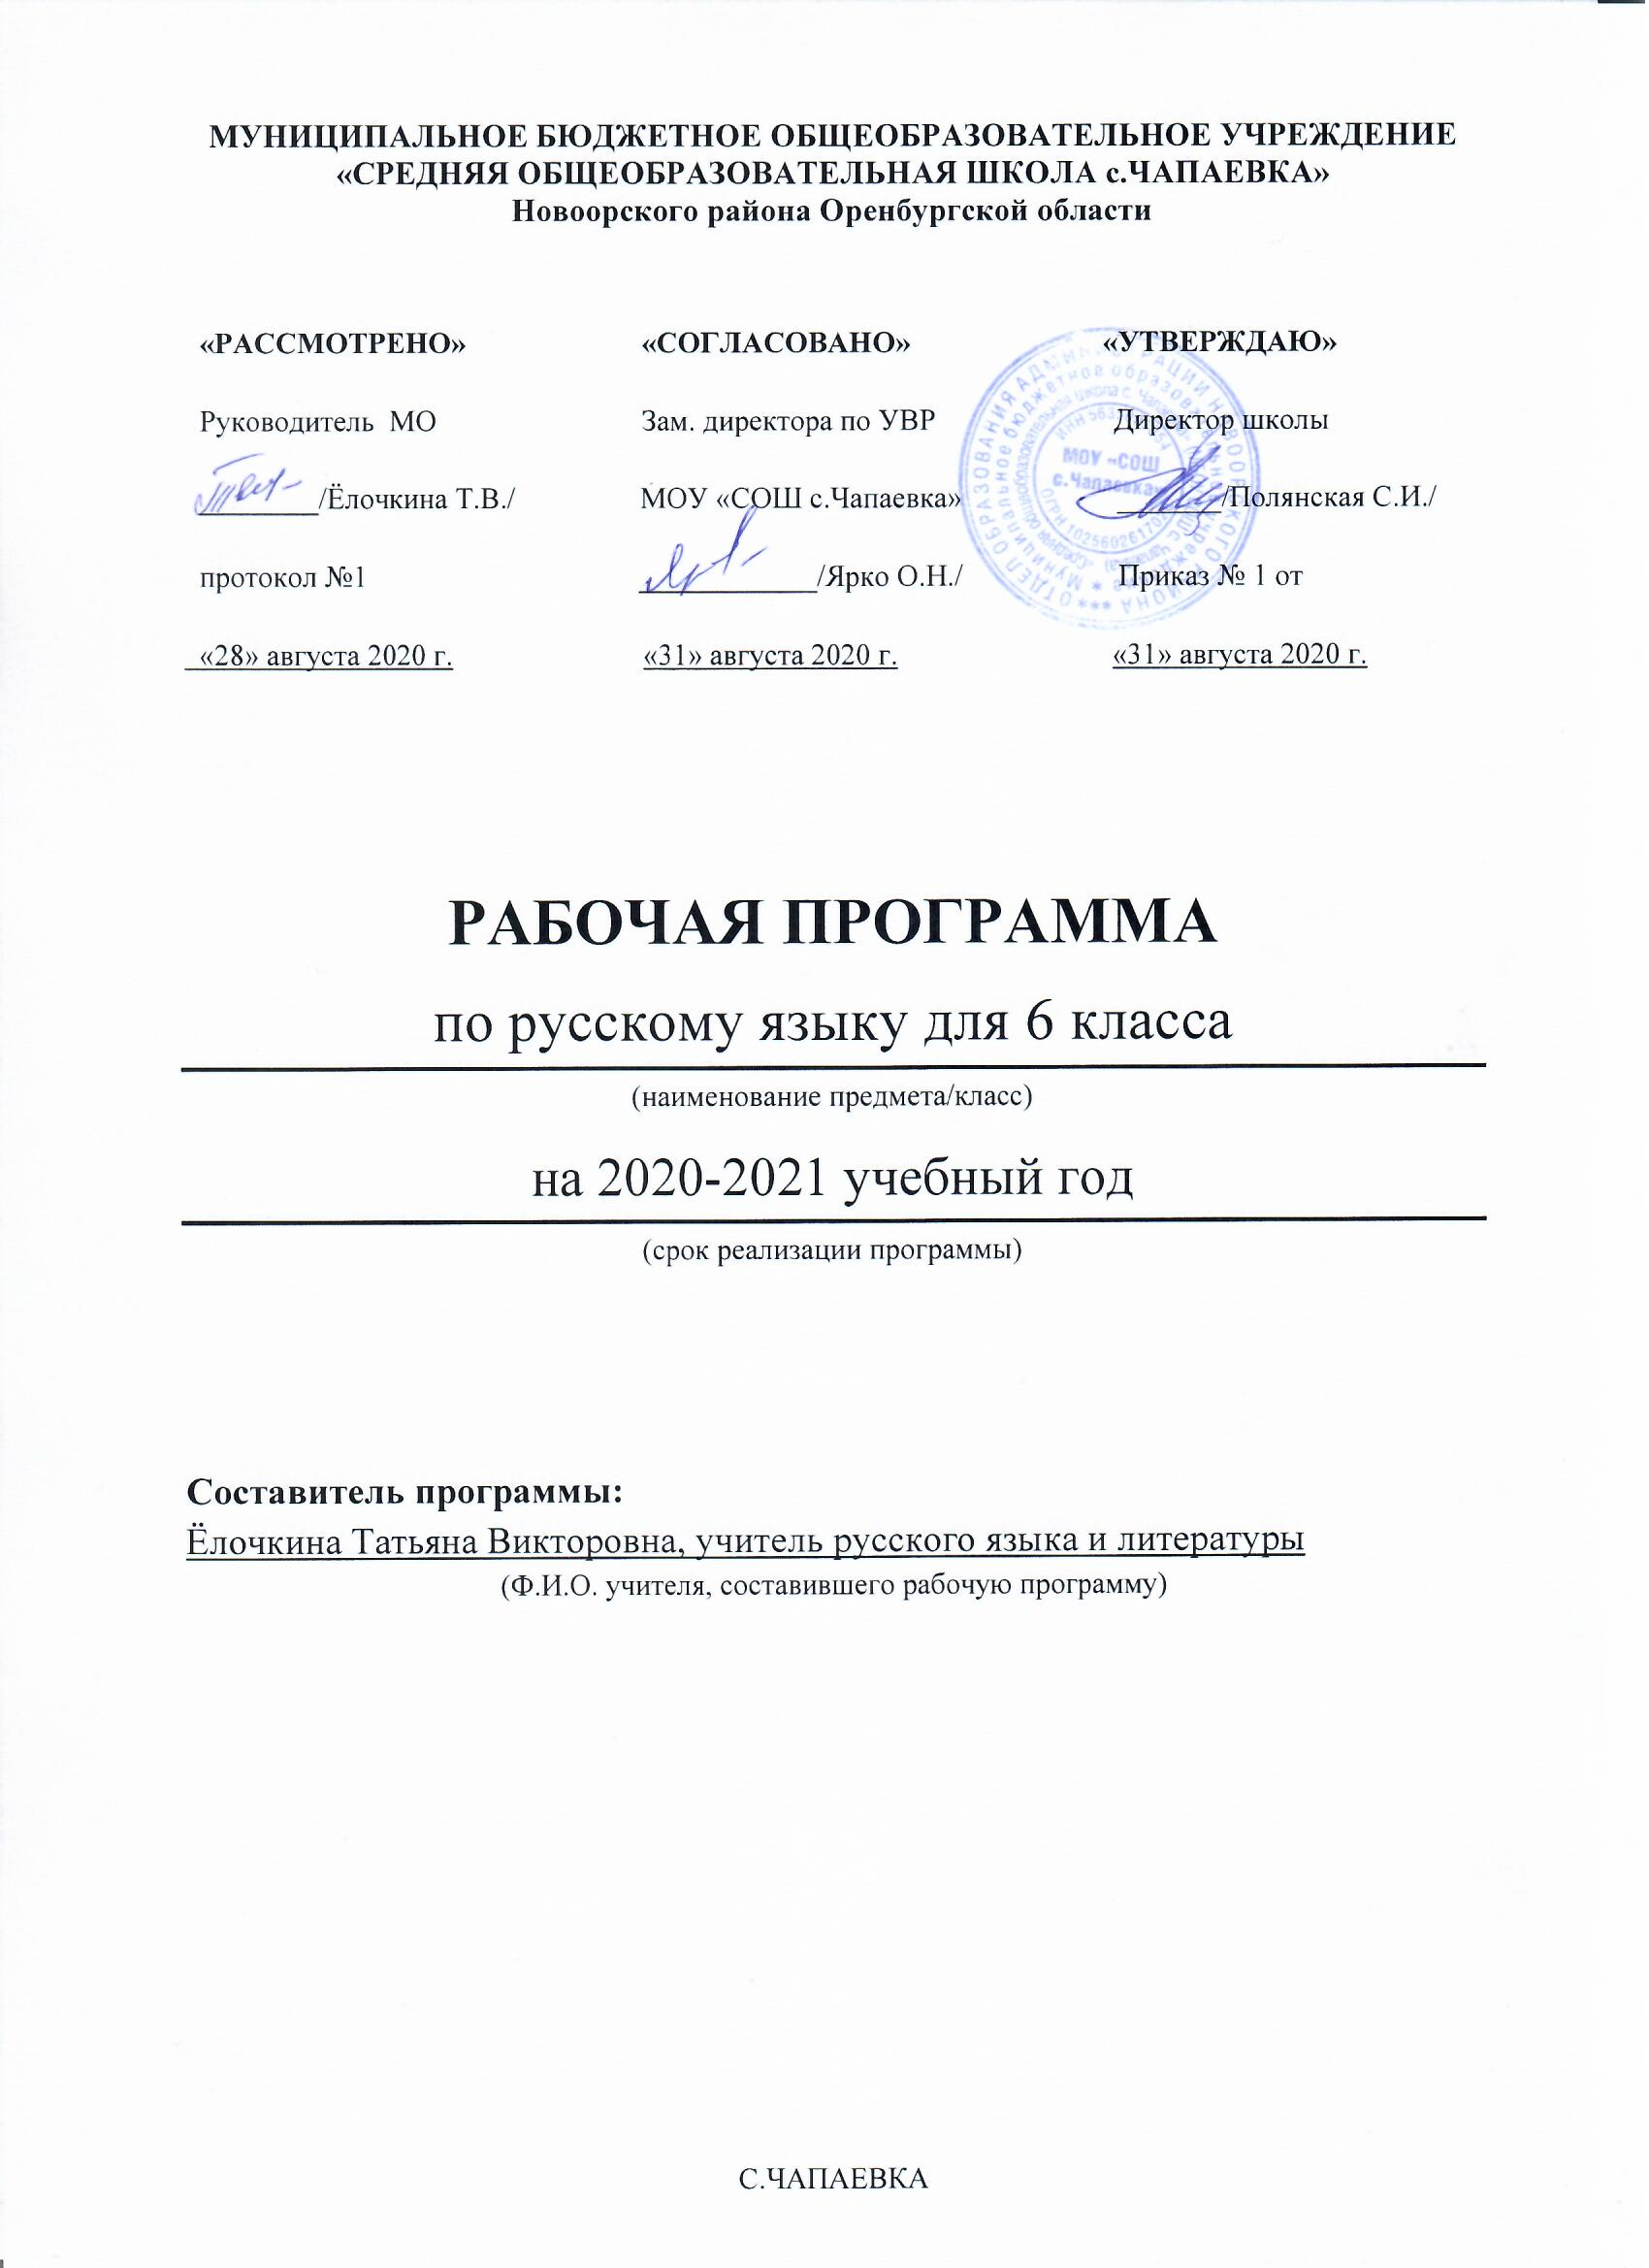 МУНИЦИПАЛЬНОЕ БЮДЖЕТНОЕ ОБЩЕОБРАЗОВАТЕЛЬНОЕ УЧРЕЖДЕНИЕ
«СРЕДНЯЯ ОБЩЕОБРАЗОВАТЕЛЬНАЯ ШКОЛА с.ЧАПАЕВКА»
Новоорского района Оренбургской области
«РАССМОТРЕНО» «СОГЛАСОВАНО» «УТВЕРЖДАЮ»
Руководитель МО Зам. директора по УВР Директор школы
/Ёлочкина Т.В./ МОУ «СОШ с.Чапаевка» /Полянская С.И./
протокол №1 /Ярко О.Н./ Приказ № 1 от
«28» августа 2020 г. «31» августа 2020 г. «31» августа 2020 г.
МОУ «СОШ
с.Чапаевка»
РАБОЧАЯ ПРОГРАММА
по русскому языку для 6 класса
(наименование предмета/класс)
на 2020-2021 учебный год
(срок реализации программы)
Составитель программы:
Ёлочкина Татьяна Викторовна, учитель русского языка и литературы
(Ф.И.О. учителя, составившего рабочую программу)
С.ЧАПАЕВКА